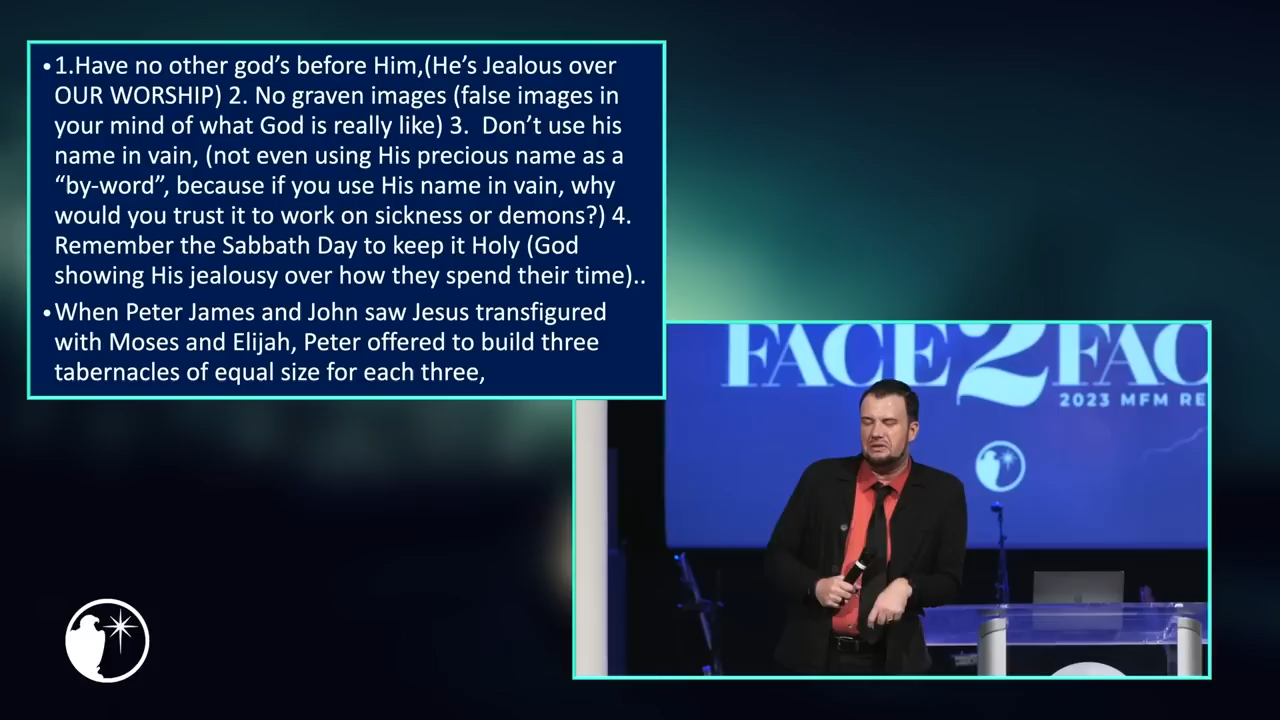 •1.Have no other god’s before Him,(He’s Jealous over
OUR WORSHIP) 2. No graven images (false images in
your mind of what God is really like) 3.  Don’t use his
name in vain, (not even using His precious name as a
“by-word”, because if you use His name in vain, why
would you trust it to work on sickness or demons?) 4.
Remember the Sabbath Day to keep it Holy (God
showing His jealousy over how they spend their time)..
•When Peter James and John saw Jesus transfigured
with Moses and Elijah, Peter offered to build three
tabernacles of equal size for each three,
FACE2FAC
2023 MFM RE